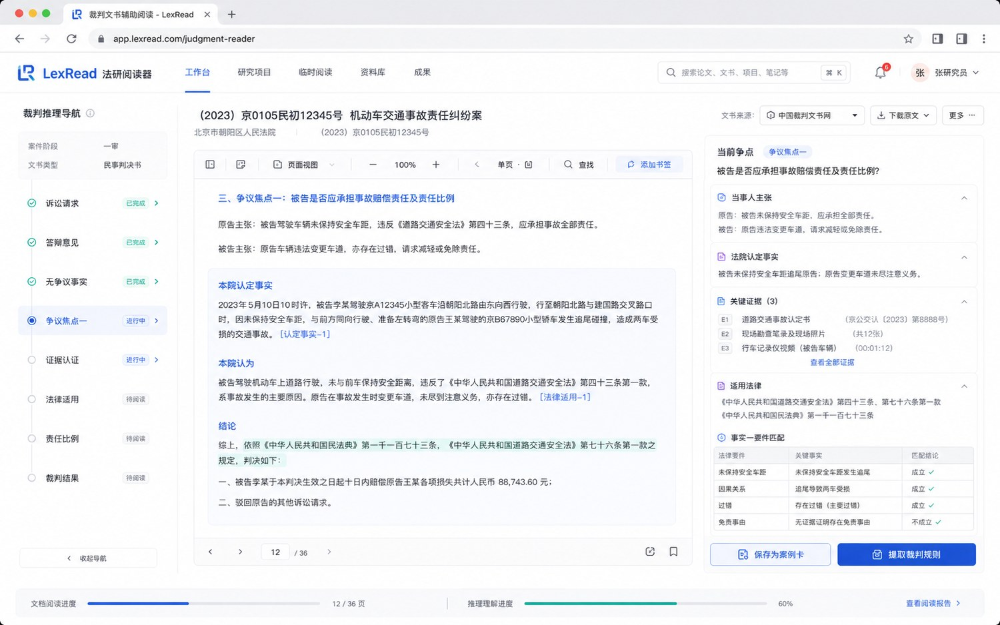 裁判文书辅助阅读 - LexRead
app.lexread.com/judgment-reader
LexRead 法研阅读器
工作台 研究项目 临时阅读 资料库 成果
搜索论文、文书、项目、笔记等 ⌘ K
6
张 张研究员
裁判推理导航
案件阶段 一审
文书类型 民事判决书
诉讼请求 已完成
答辩意见 已完成
无争议事实 已完成
争议焦点一 进行中
证据认证 进行中
法律适用 待阅读
责任比例 待阅读
裁判结果 待阅读
收起导航
（2023）京0105民初12345号 机动车交通事故责任纠纷案
北京市朝阳区人民法院 （2023）京0105民初12345号
文书来源： 中国裁判文书网 下载原文 更多 ···
页面视图 100% 单页 · 查找 添加书签
三、争议焦点一：被告是否应承担事故赔偿责任及责任比例
原告主张：被告驾驶车辆未保持安全车距，违反《道路交通安全法》第四十三条，应承担事故全部责任。
被告主张：原告车辆违法变更车道，亦存在过错，请求减轻或免除责任。
本院认定事实
2023年5月10日10时许，被告李某驾驶京A12345小型客车沿朝阳北路由东向西行驶，行至朝阳北路与建国路交叉路口
时，因未保持安全车距，与前方同向行驶、准备左转弯的原告王某驾驶的京B67890小型轿车发生追尾碰撞，造成两车受
损的交通事故。［认定事实-1］
本院认为
被告驾驶机动车上道路行驶，未与前车保持安全距离，违反了《中华人民共和国道路交通安全法》第四十三条第一款，
系事故发生的主要原因。原告在事故发生时变更车道，未尽到注意义务，亦存在过错。［法律适用-1］
结论
综上，依照《中华人民共和国民法典》第一千一百七十三条，《中华人民共和国道路交通安全法》第七十六条第一款之
规定，判决如下：
一、被告李某于本判决生效之日起十日内赔偿原告王某各项损失共计人民币 88,743.60 元；
二、驳回原告的其他诉讼请求。
12 / 36
当前争点 争议焦点一
被告是否应承担事故赔偿责任及责任比例?
当事人主张
原告：被告未保持安全车距，应承担全部责任。
被告：原告违法变更车道，请求减轻或免除责任。
法院认定事实
被告未保持安全车距追尾原告；原告变更车道未尽注意义务。
关键证据（3）
E1 道路交通事故认定书 （京公交认〔2023〕第8888号）
E2 现场勘查笔录及现场照片 （共12张）
E3 行车记录仪视频（被告车辆） （00:01:12）
查看全部证据
适用法律
《中华人民共和国道路交通安全法》第四十三条、第七十六条第一款
《中华人民共和国民法典》第一千一百七十三条
事实—要件匹配
法律要件 关键事实 匹配结论
未保持安全车距 未保持安全车距发生追尾 成立 ✓
因果关系 追尾导致两车受损 成立 ✓
过错 存在过错（主要过错） 成立 ✓
免责事由 无证据证明存在免责事由 不成立 ✓
保存为案例卡 提取裁判规则
文档阅读进度 12 / 36 页 推理理解进度 60% 查看阅读报告